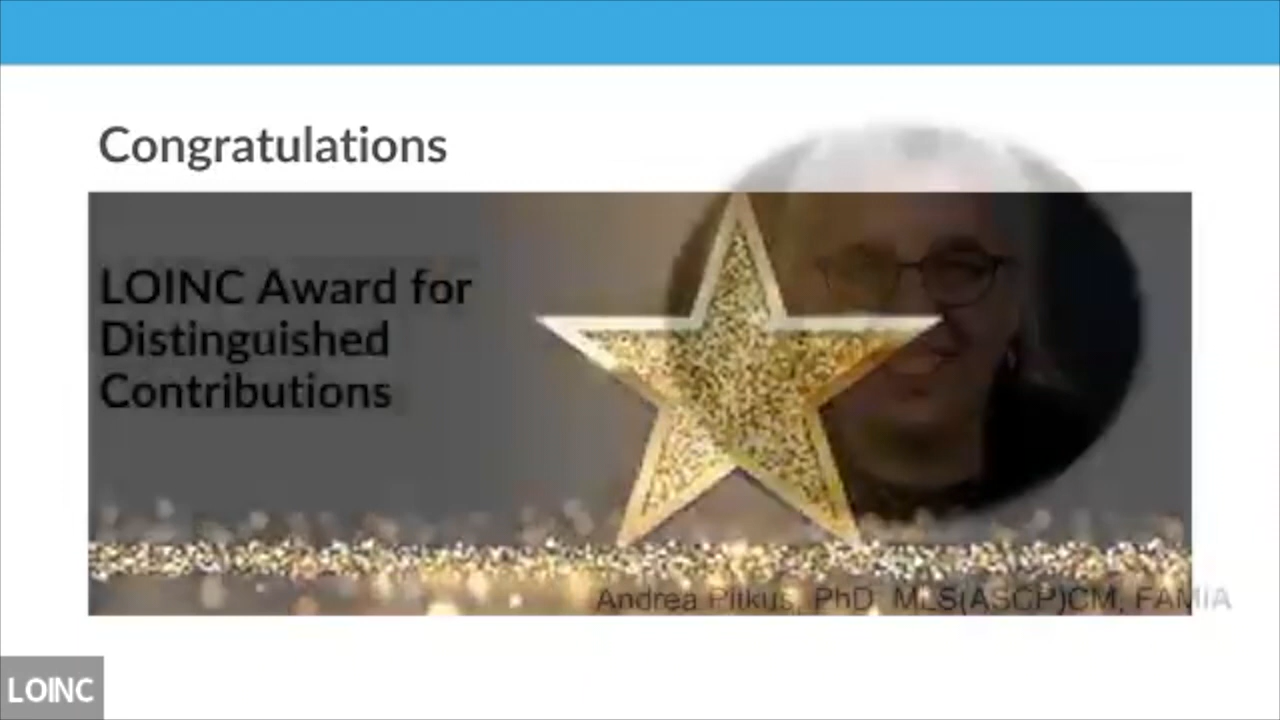 Congratulations
LOINC Award for
Distinguished
Contributions
Andrea Pitkus, PhD, MLS(ASCP)CM, FAMIA
LOINC